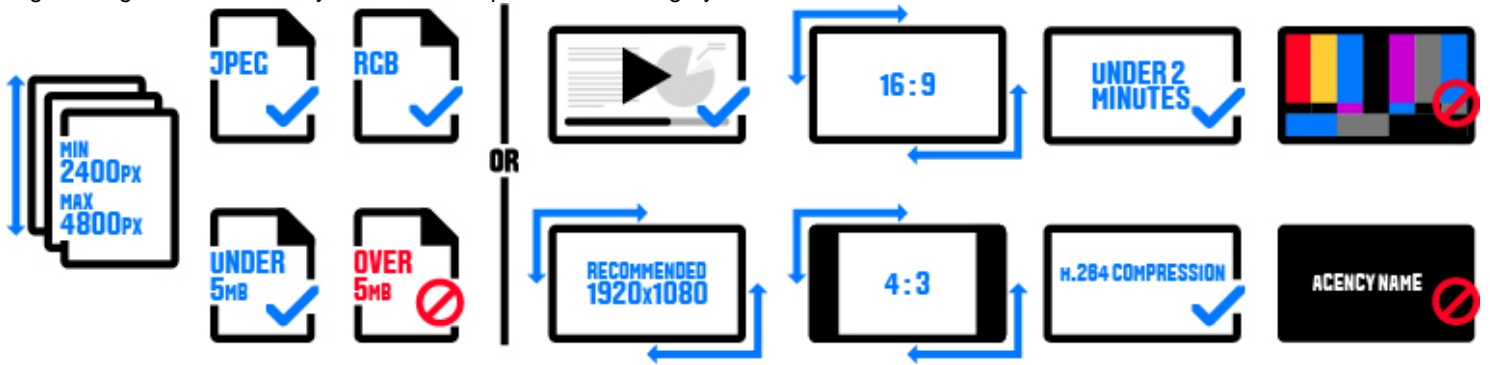 JPEG
RGB
MIN
2400PX
MAX
4800PX
UNDER
5MB
OVER
5MB
OR
16:9
UNDER 2
MINUTES
RECOMMENDED
1920X1080
4:3
H.264 COMPRESSION
AGENCY NAME